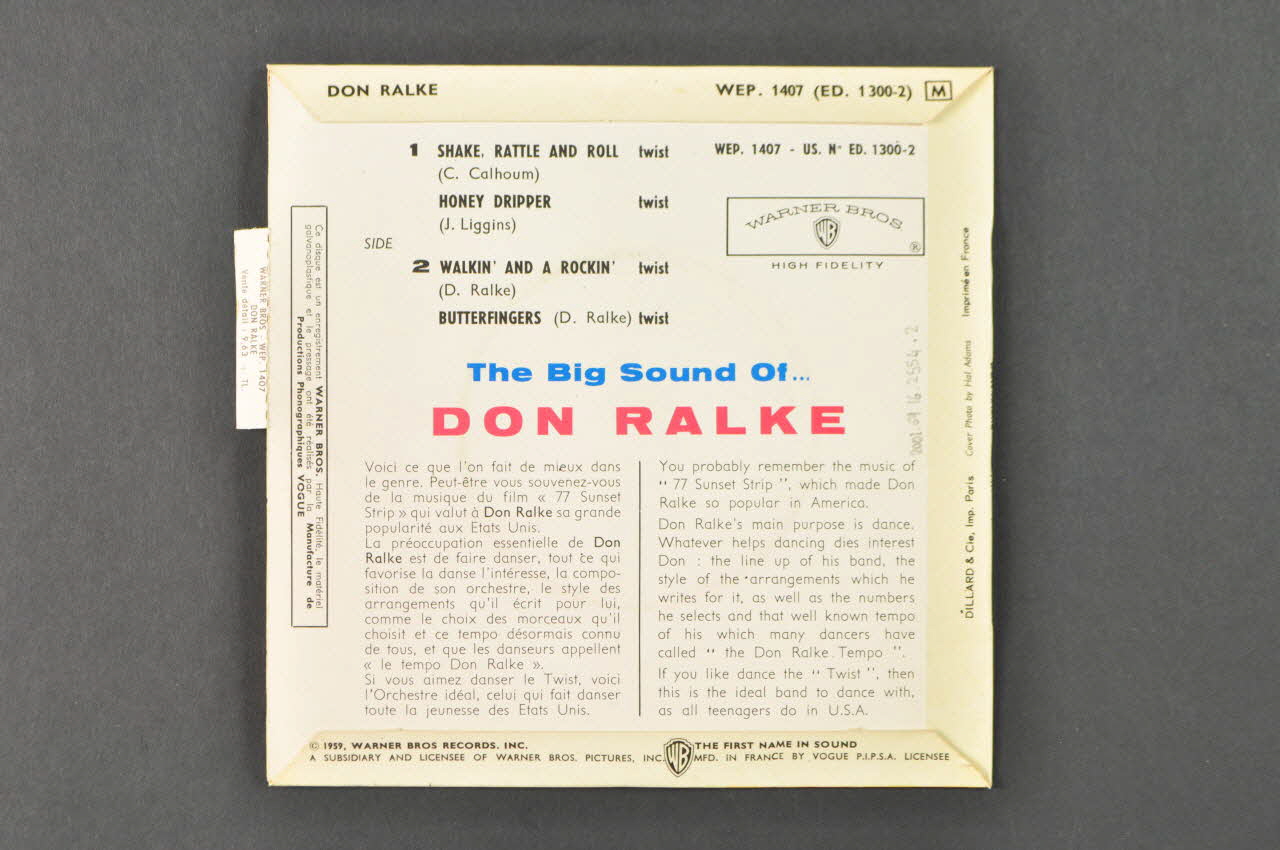 DON RALKE
WEP. 1407 (ED. 1300-2) M
1 SHAKE, RATTLE AND ROLL twist
(C. Calhoum)
HONEY DRIPPER twist
(J. Liggins)
SIDE
2 WALKIN' AND A ROCKIN' twist
(D. Ralke)
BUTTERFINGERS (D. Ralke) twist
WEP. 1407 - US. N° ED. 1300-2
WARNER BROS
WB
®
HIGH FIDELITY
The Big Sound Of...
DON RALKE
Voici ce que l'on fait de mieux dans
le genre. Peut-être vous souvenez-vous
de la musique du film « 77 Sunset
Strip » qui valut à Don Ralke sa grande
popularité aux Etats Unis.
La préoccupation essentielle de Don
Ralke est de faire danser, tout ce qui
favorise la danse l'intéresse, la compo-
sition de son orchestre, le style des
arrangements qu'il écrit pour lui,
comme le choix des morceaux qu'il
choisit et ce tempo désormais connu
de tous, et que les danseurs appellent
« le tempo Don Ralke ».
Si vous aimez danser le Twist, voici
l'Orchestre idéal, celui qui fait danser
toute la jeunesse des Etats Unis.
You probably remember the music of
" 77 Sunset Strip ", which made Don
Ralke so popular in America.
Don Ralke's main purpose is dance.
Whatever helps dancing dies interest
Don : the line up of his band, the
style of the arrangements which he
writes for it, as well as the numbers
he selects and that well known tempo
of his which many dancers have
called " the Don Ralke Tempo ".
If you like dance the " Twist ", then
this is the ideal band to dance with,
as all teenagers do in U.S.A.
Ce disque est un enregistrement WARNER BROS. Haute Fidélité, le matériel
galvanoplastique et le pressage ont été réalisés par la Manufacture de
Productions Phonographiques VOGUE
WARNER BROS - WEP 1407
DON RALKE
Vente détail : 9,63 + TL
2001.09.16.2554.2
DILLARD & Cie, Imp. Paris Cover Photo by Hal Adams Imprimé en France
© 1959, WARNER BROS RECORDS. INC.
A SUBSIDIARY AND LICENSEE OF WARNER BROS. PICTURES, INC.
WB
THE FIRST NAME IN SOUND
MFD. IN FRANCE BY VOGUE P.I.P.S.A. LICENSEE